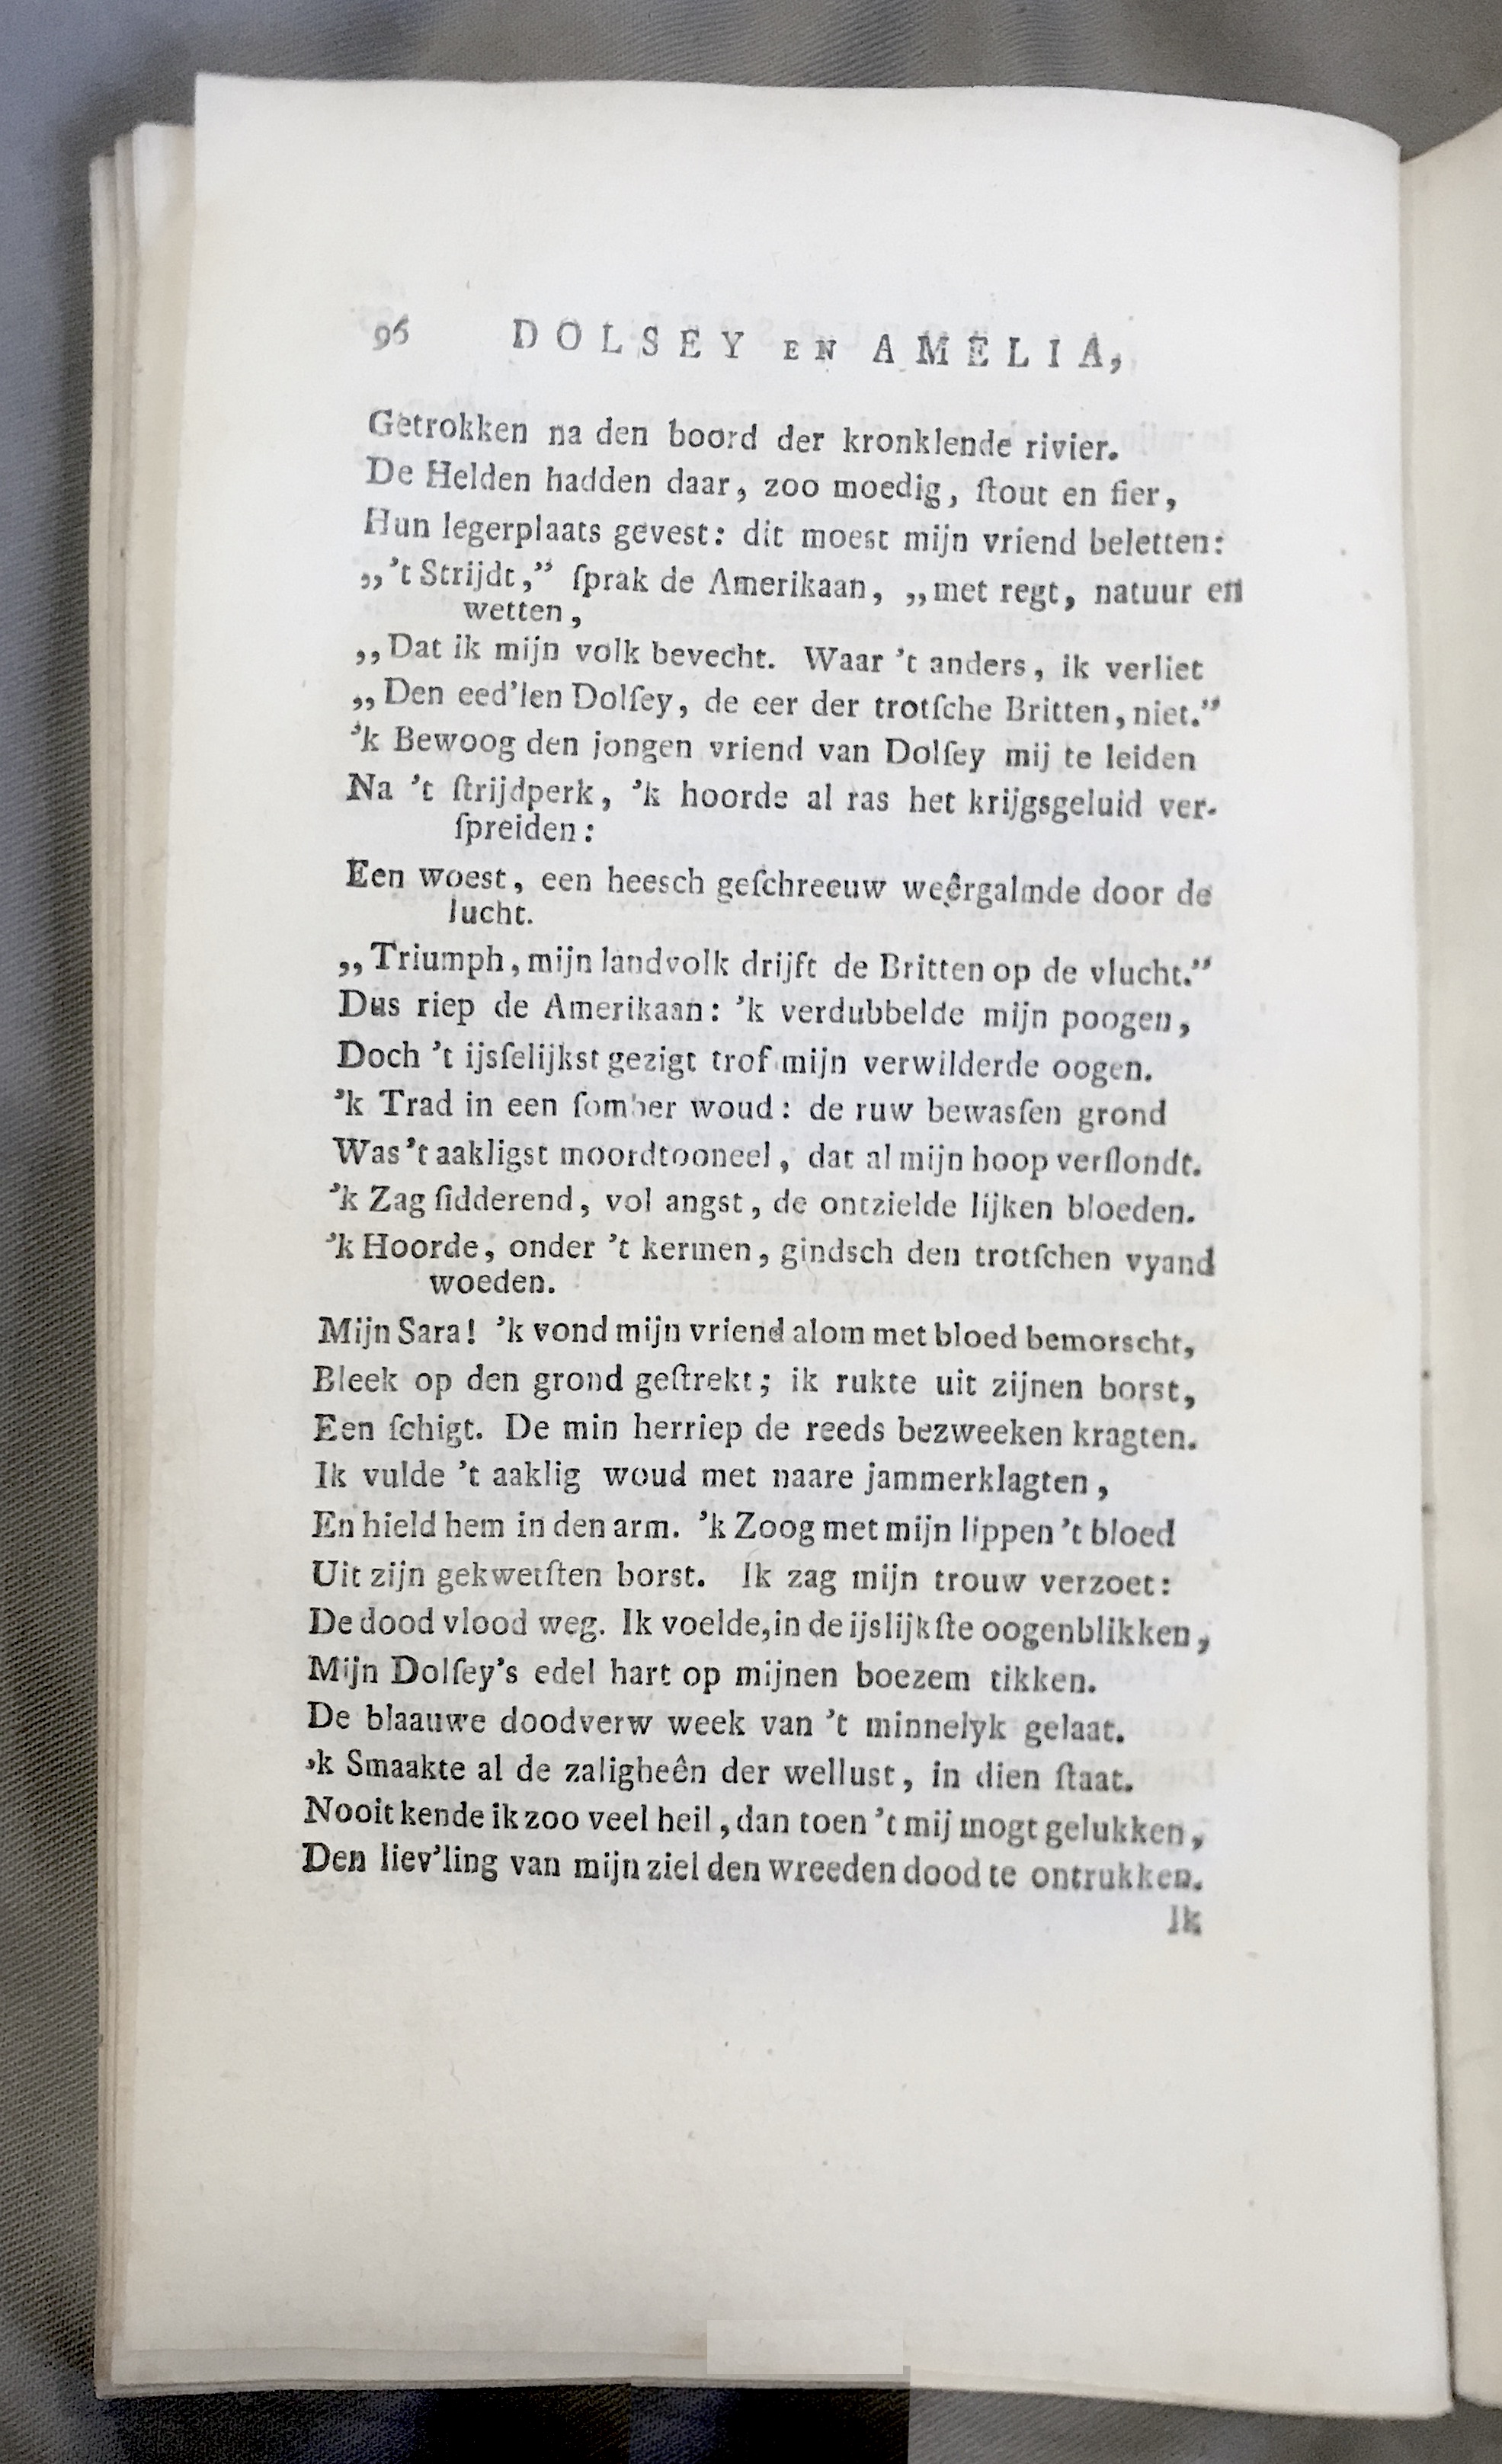 96 DOLSEY EN AMELIA,
Getrokken na den boord der kronklende rivier.
De Helden hadden daar, zoo moedig, ſtout en fier,
Hun legerplaats gevest: dit moest mijn vriend beletten:
„'t Strijdt,” ſprak de Amerikaan, „met regt, natuur en
wetten,
„Dat ik mijn volk bevecht. Waar 't anders, ik verliet
„Den eed'len Dolſey, de eer der trotſche Britten, niet.”
'k Bewoog den jongen vriend van Dolſey mij te leiden
Na 't ſtrijdperk, 'k hoorde al ras het krijgsgeluid ver-
ſpreiden:
Een woest, een heesch geſchreeuw weêrgalmde door de
lucht.
„Triumph, mijn landvolk drijft de Britten op de vlucht.”
Dus riep de Amerikaan: 'k verdubbelde mijn poogen,
Doch 't ijsſelijkst gezigt trof mijn verwilderde oogen.
'k Trad in een ſomber woud: de ruw bewasſen grond
Was 't aakligst moordtooneel, dat al mijn hoop verſlondt.
'k Zag ſidderend, vol angst, de ontzielde lijken bloeden.
'k Hoorde, onder 't kermen, gindsch den trotſchen vyand
woeden.
Mijn Sara! 'k vond mijn vriend alom met bloed bemorscht,
Bleek op den grond geſtrekt; ik rukte uit zijnen borst,
Een ſchigt. De min herriep de reeds bezweeken kragten.
Ik vulde 't aaklig woud met naare jammerklagten,
En hield hem in den arm. 'k Zoog met mijn lippen 't bloed
Uit zijn gekwetſten borst. Ik zag mijn trouw verzoet:
De dood vlood weg. Ik voelde, in de ijslijkſte oogenblikken,
Mijn Dolſey's edel hart op mijnen boezem tikken.
De blaauwe doodverw week van 't minnelyk gelaat.
'k Smaakte al de zaligheên der wellust, in dien ſtaat.
Nooit kende ik zoo veel heil, dan toen 't mij mogt gelukken,
Den liev'ling van mijn ziel den wreeden dood te ontrukken.
Ik